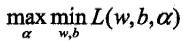 max min L(w,b,α)
α w,b